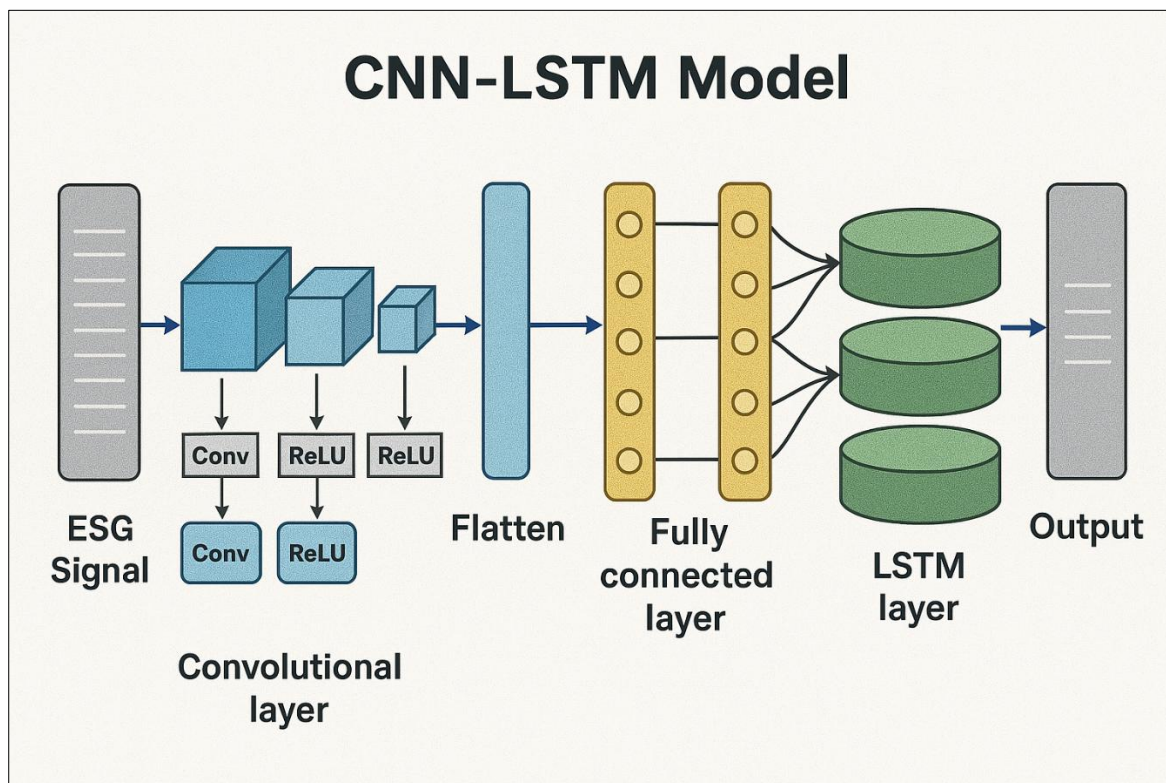 CNN-LSTM Model
Conv
ReLU
ReLU
Conv
ReLU
ESG
Signal
Convolutional
layer
Flatten
Fully
connected
layer
LSTM
layer
Output